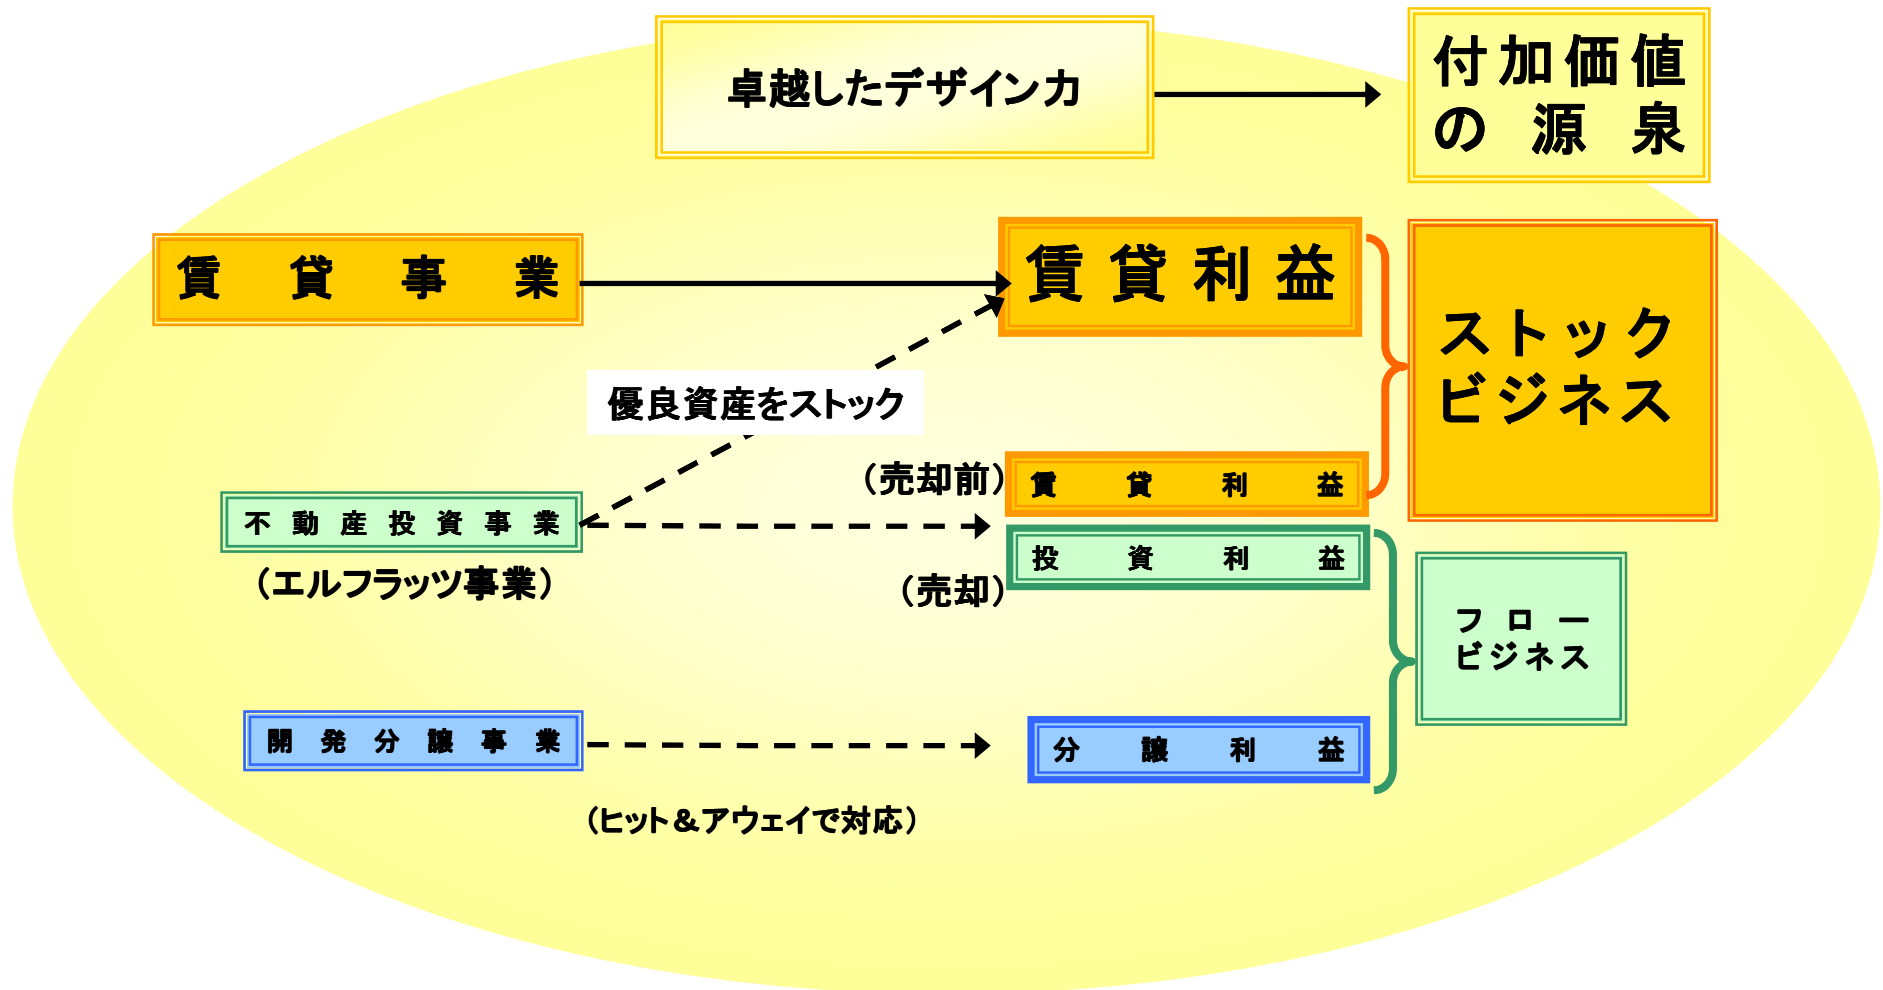 卓越したデザイン力
付加価値
の源泉
賃貸事業
賃貸利益
ストック
ビジネス
優良資産をストック
（売却前）
賃貸利益
不動産投資事業
（エルフラッツ事業）
投資利益
（売却）
フロー
ビジネス
開発分譲事業
分譲利益
（ヒット＆アウェイで対応）